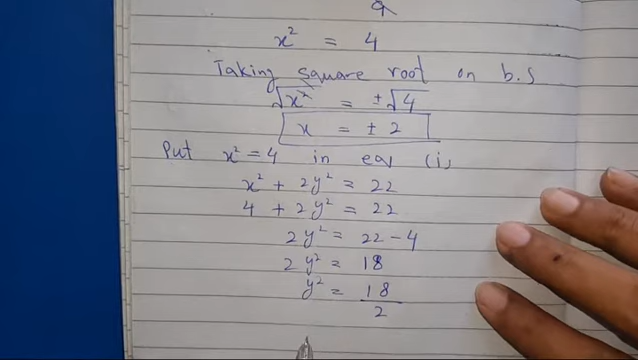 9
x² = 4
Taking square root on b.s
√x² = ±√4
x = ± 2
Put x² = 4 in eq (i)
x² + 2y² = 22
4 + 2y² = 22
2y² = 22 - 4
2y² = 18
y² = 18/2